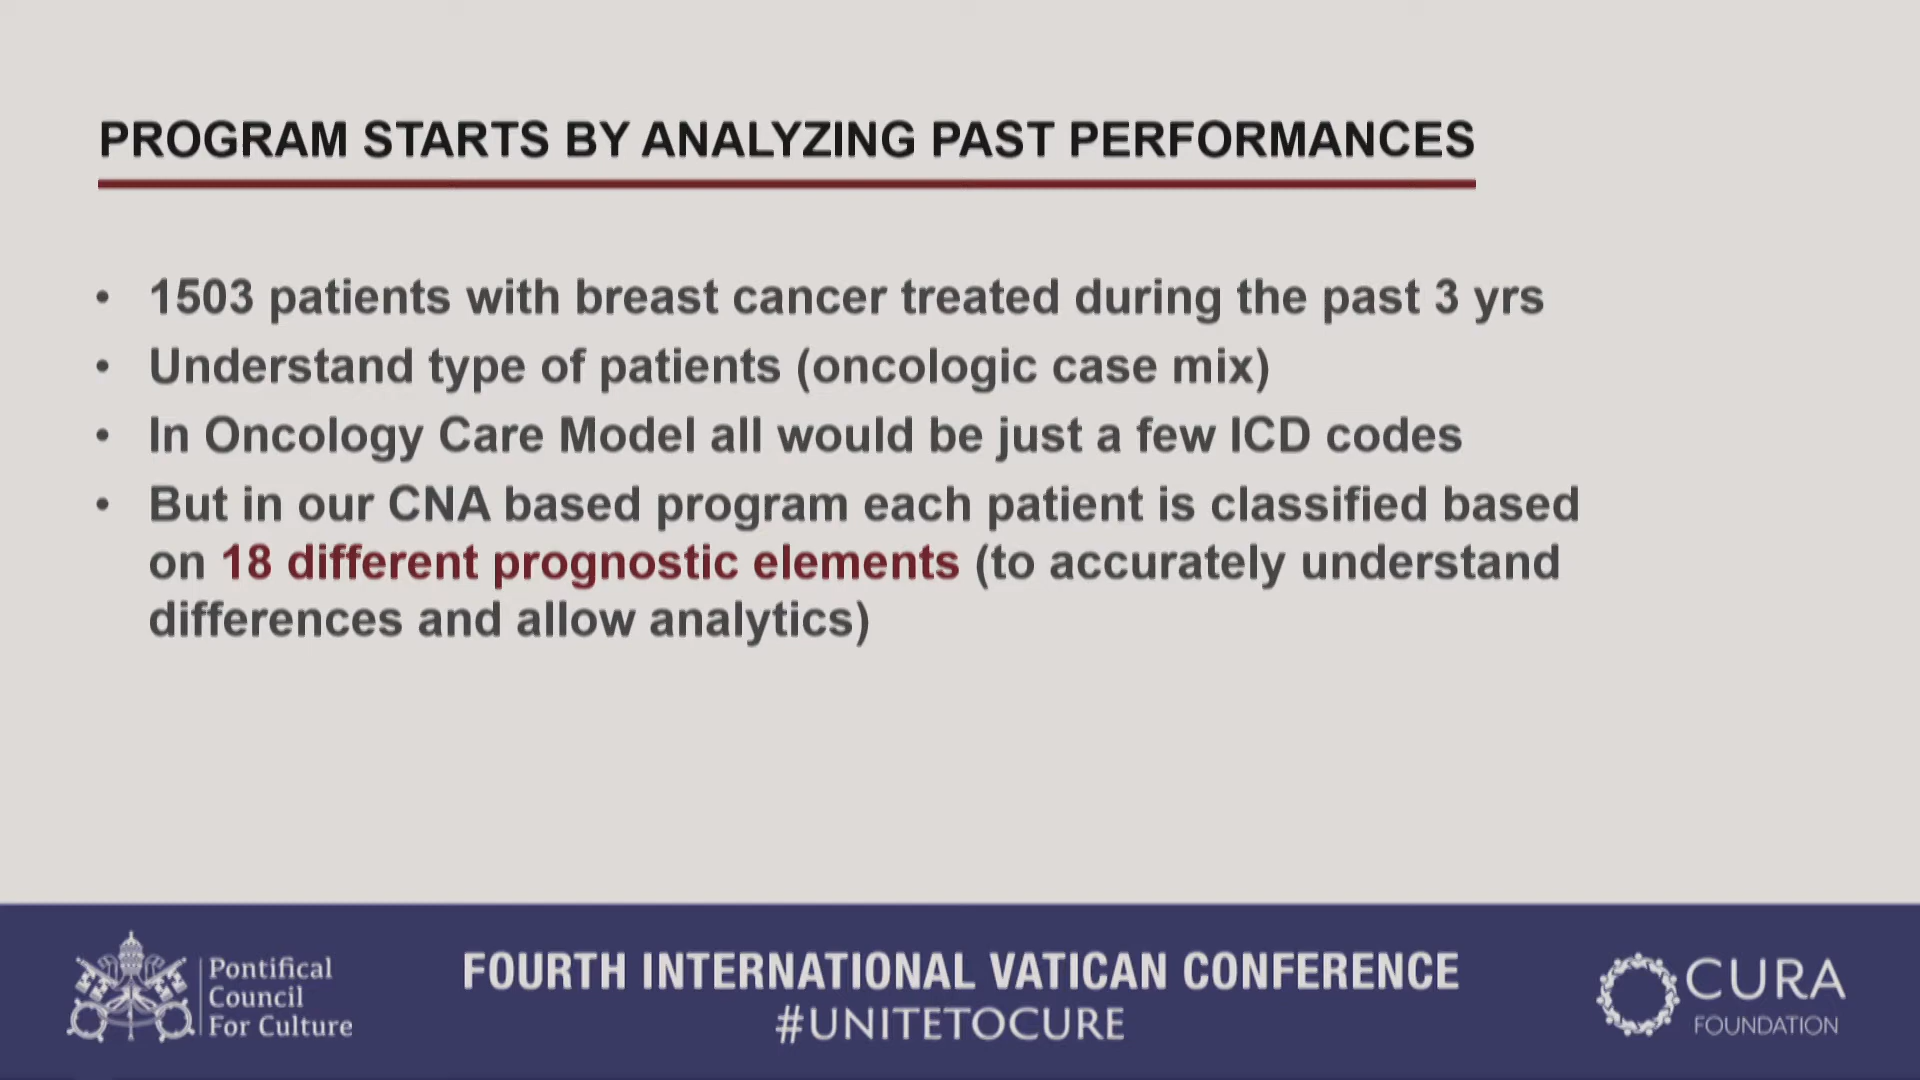 PROGRAM STARTS BY ANALYZING PAST PERFORMANCES
• 1503 patients with breast cancer treated during the past 3 yrs
• Understand type of patients (oncologic case mix)
• In Oncology Care Model all would be just a few ICD codes
• But in our CNA based program each patient is classified based
on 18 different prognostic elements (to accurately understand
differences and allow analytics)
Pontifical
Council
For Culture
FOURTH INTERNATIONAL VATICAN CONFERENCE
#UNITETOCURE
CURA
FOUNDATION